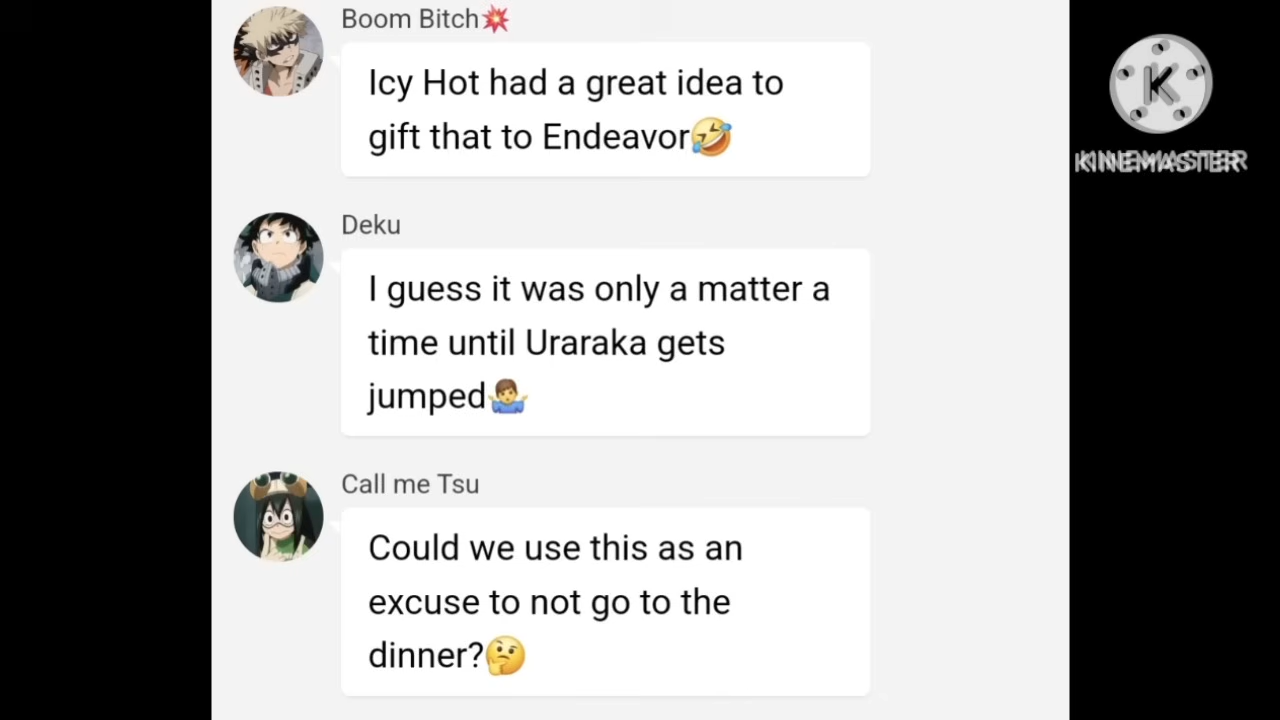 Boom Bitch💥
Icy Hot had a great idea to
gift that to Endeavor🤣
Deku
I guess it was only a matter a
time until Uraraka gets
jumped🤷‍♂️
Call me Tsu
Could we use this as an
excuse to not go to the
dinner?🤔
K
KINEMASTER